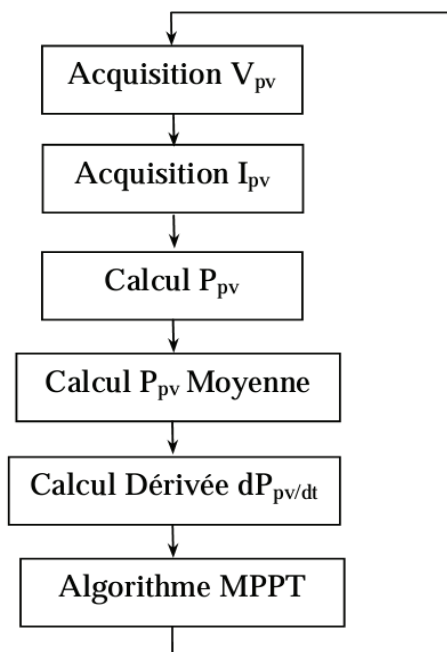 Acquisition Vpv
Acquisition Ipv
Calcul Ppv
Calcul Ppv Moyenne
Calcul Dérivée dPpv/dt
Algorithme MPPT